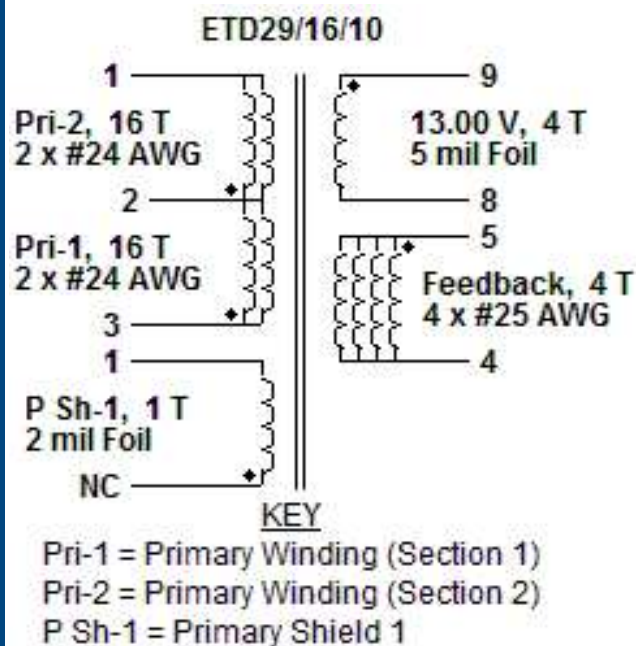 ETD29/16/10
1
Pri-2, 16 T
2 x #24 AWG
2
Pri-1, 16 T
2 x #24 AWG
3
1
P Sh-1, 1 T
2 mil Foil
NC
9
13.00 V, 4 T
5 mil Foil
8
5
Feedback, 4 T
4 x #25 AWG
4
KEY
Pri-1 = Primary Winding (Section 1)
Pri-2 = Primary Winding (Section 2)
P Sh-1 = Primary Shield 1